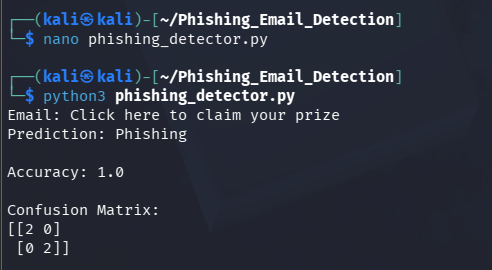 ┌──(kali㉿kali)-[~/Phishing_Email_Detection]
└─$ nano phishing_detector.py
┌──(kali㉿kali)-[~/Phishing_Email_Detection]
└─$ python3 phishing_detector.py
Email: Click here to claim your prize
Prediction: Phishing
Accuracy: 1.0
Confusion Matrix:
[[2 0]
 [0 2]]